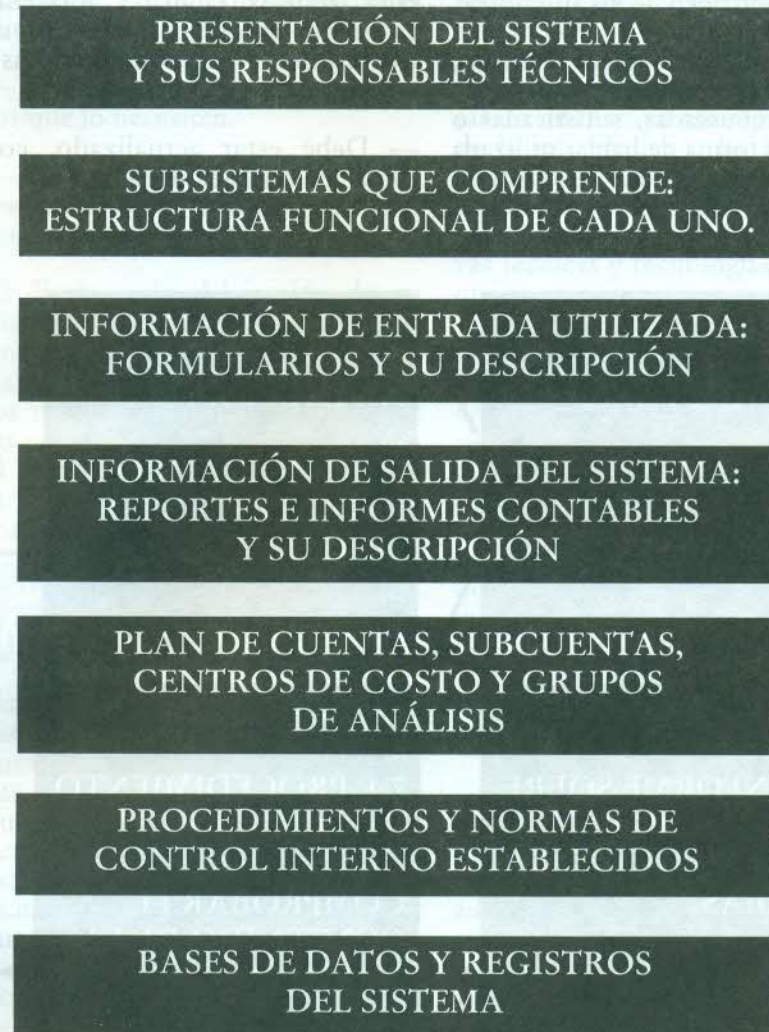 PRESENTACIÓN DEL SISTEMA
Y SUS RESPONSABLES TÉCNICOS
SUBSISTEMAS QUE COMPRENDE:
ESTRUCTURA FUNCIONAL DE CADA UNO.
INFORMACIÓN DE ENTRADA UTILIZADA:
FORMULARIOS Y SU DESCRIPCIÓN
INFORMACIÓN DE SALIDA DEL SISTEMA:
REPORTES E INFORMES CONTABLES
Y SU DESCRIPCIÓN
PLAN DE CUENTAS, SUBCUENTAS,
CENTROS DE COSTO Y GRUPOS
DE ANÁLISIS
PROCEDIMIENTOS Y NORMAS DE
CONTROL INTERNO ESTABLECIDOS
BASES DE DATOS Y REGISTROS
DEL SISTEMA